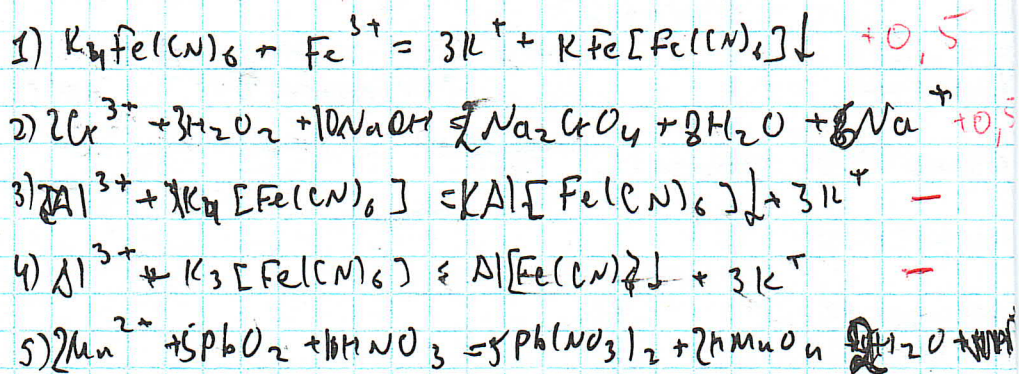 1) K₄Fe(CN)₆ + Fe³⁺ = 3K⁺ + KFe[Fe(CN)₆]↓ +0,5
2) 2Cr³⁺ + 3H₂O₂ + 10NaOH = 2Na₂CrO₄ + 8H₂O + 6Na⁺ +0,5
3) Al³⁺ + K₄[Fe(CN)₆] = KAl[Fe(CN)₆]↓ + 3K⁺ −
4) Al³⁺ + K₃[Fe(CN)₆] = Al[Fe(CN)₆]↓ + 3K⁺ −
5) 2Mn²⁺ + 5PbO₂ + HNO₃ = 5Pb(NO₃)₂ + 2HMnO₄ H₂O +